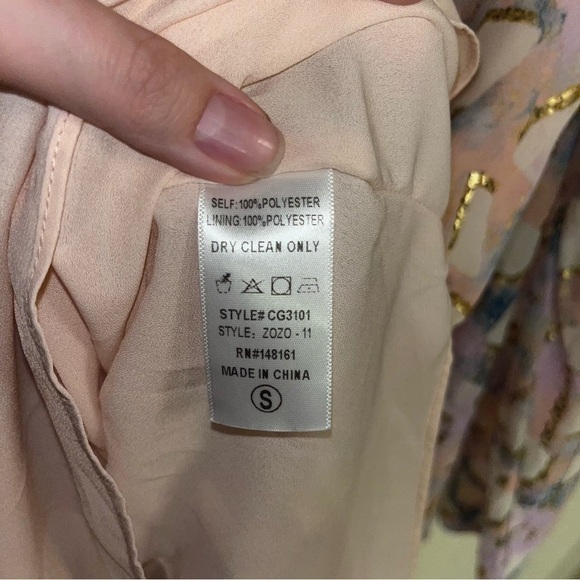 SELF:100%POLYESTER
LINING:100%POLYESTER
DRY CLEAN ONLY
STYLE# CG3101
STYLE: ZOZO - 11
RN#148161
MADE IN CHINA
S